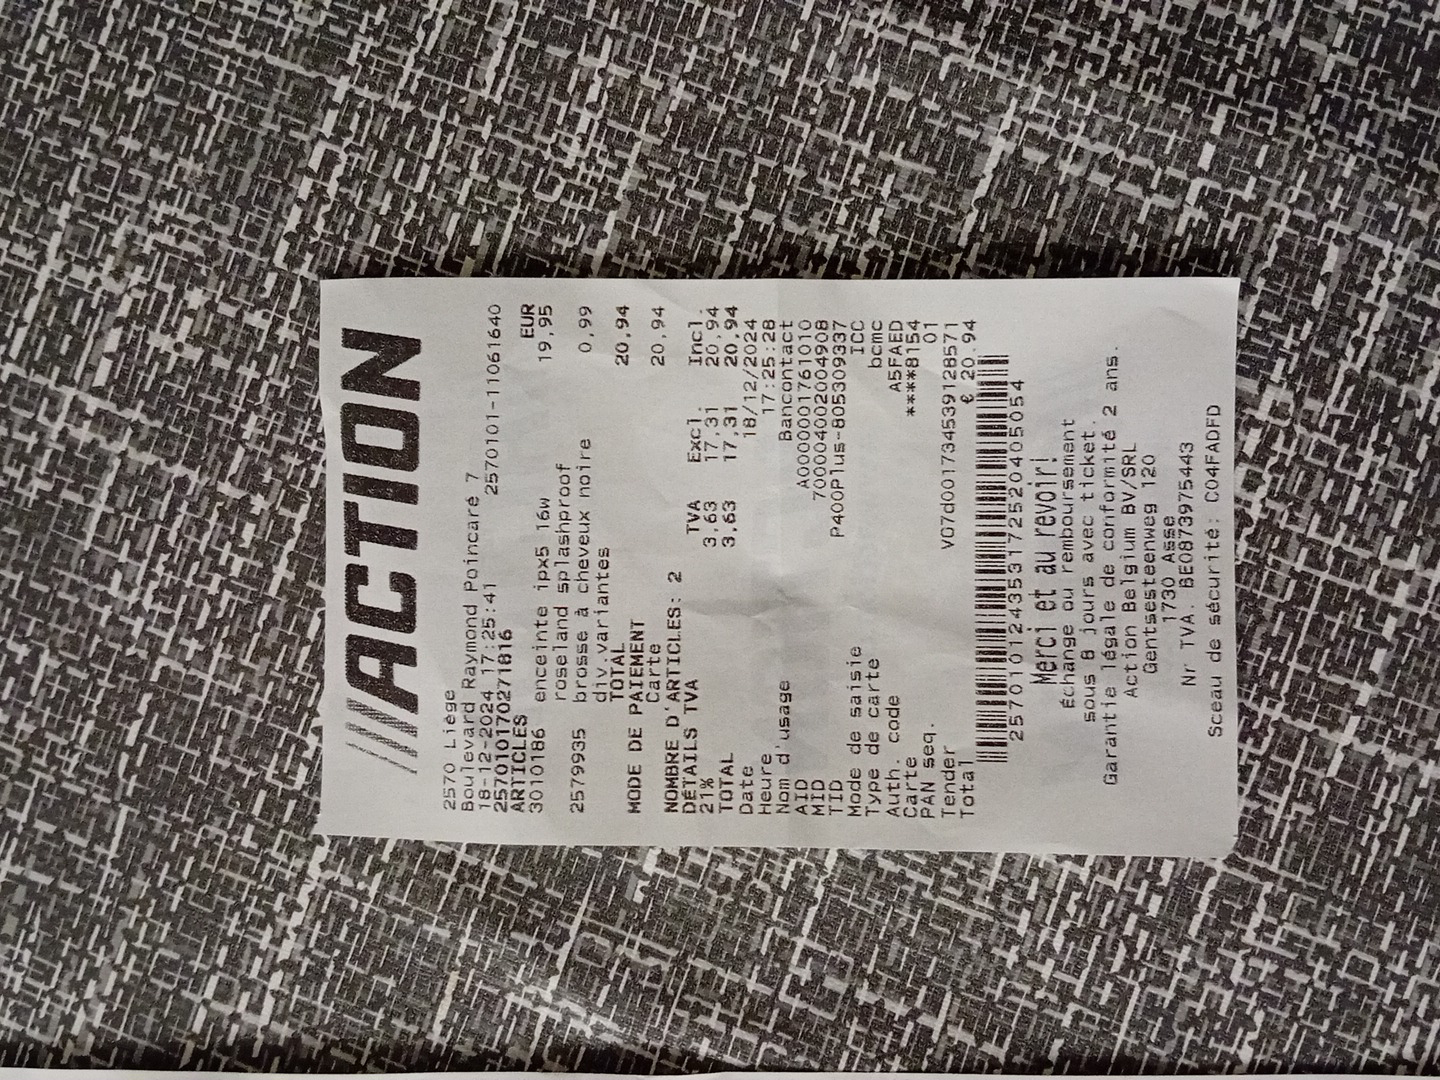 ACTION
2570 Liège
Boulevard Raymond Poincaré 7
18-12-2024 17:25:41 2570101-11061640
2570101170271816
ARTICLES EUR
3010186 enceinte ipx5 16w 19,95
roseland splashproof
2579935 brosse à cheveux noire 0,99
div.variantes
TOTAL 20,94
MODE DE PAIEMENT
Carte 20,94
NOMBRE D'ARTICLES: 2
DÉTAILS TVA TVA Excl. Incl.
21% 3,63 17,31 20,94
TOTAL 3,63 17,31 20,94
Date 18/12/2024
Heure 17:25:28
Nom d'usage Bancontact
AID A0000001761010
MID 700004002004908
TID P400Plus-805309337
Mode de saisie ICC
Type de carte bcmc
Auth. code A5FAED
Carte ****8154
PAN seq. 01
Tender VO7d001734539128571
Total € 20,94
257010124353172520405054
Merci et au revoir!
Échange ou remboursement
sous 8 jours avec ticket.
Garantie légale de conformité 2 ans.
Action Belgium BV/SRL
Gentsesteenweg 120
1730 Asse
Nr TVA. BE0873975443
Sceau de sécurité: C04FADFD